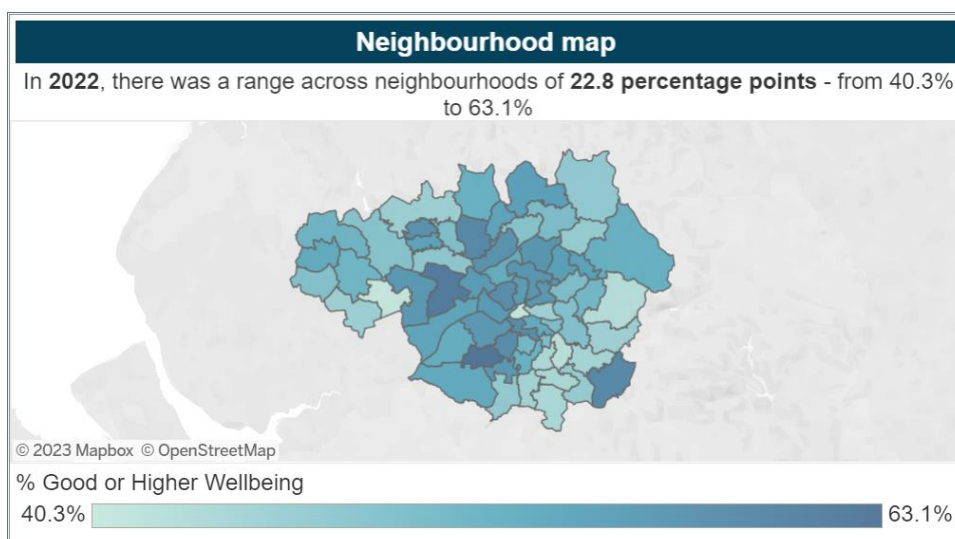 Neighbourhood map
In 2022, there was a range across neighbourhoods of 22.8 percentage points - from 40.3%
to 63.1%
© 2023 Mapbox © OpenStreetMap
% Good or Higher Wellbeing
40.3% 63.1%